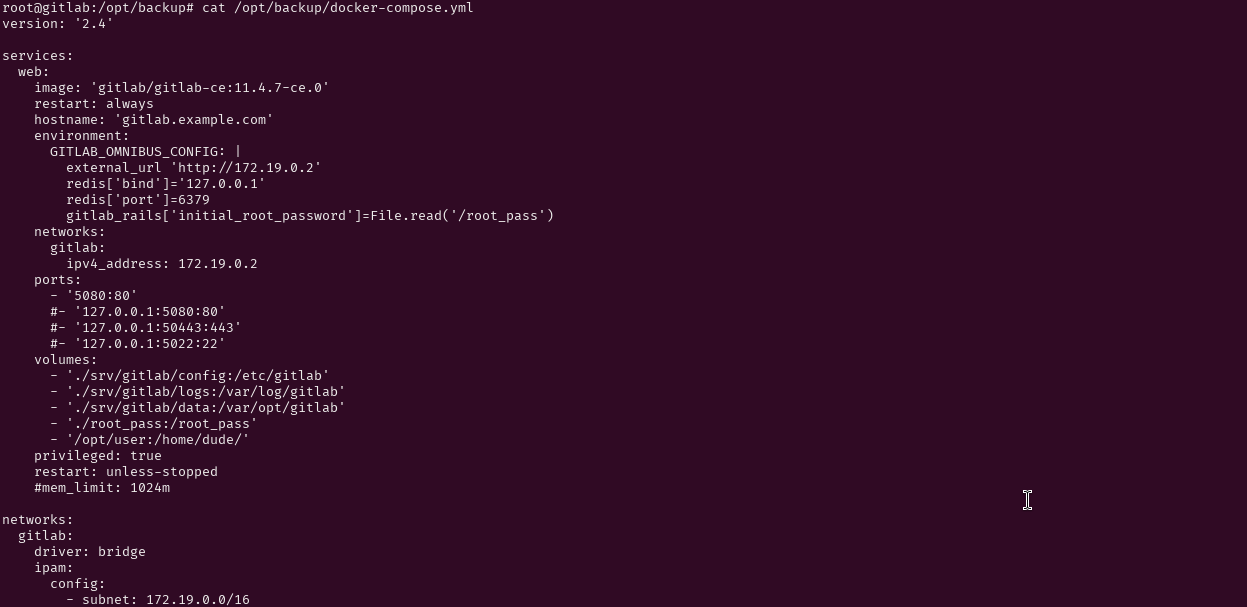 root@gitlab:/opt/backup# cat /opt/backup/docker-compose.yml
version: '2.4'

services:
  web:
    image: 'gitlab/gitlab-ce:11.4.7-ce.0'
    restart: always
    hostname: 'gitlab.example.com'
    environment:
      GITLAB_OMNIBUS_CONFIG: |
        external_url 'http://172.19.0.2'
        redis['bind']='127.0.0.1'
        redis['port']=6379
        gitlab_rails['initial_root_password']=File.read('/root_pass')
    networks:
      gitlab:
        ipv4_address: 172.19.0.2
    ports:
      - '5080:80'
      #- '127.0.0.1:5080:80'
      #- '127.0.0.1:50443:443'
      #- '127.0.0.1:5022:22'
    volumes:
      - './srv/gitlab/config:/etc/gitlab'
      - './srv/gitlab/logs:/var/log/gitlab'
      - './srv/gitlab/data:/var/opt/gitlab'
      - './root_pass:/root_pass'
      - '/opt/user:/home/dude/'
    privileged: true
    restart: unless-stopped
    #mem_limit: 1024m

networks:
  gitlab:
    driver: bridge
    ipam:
      config:
        - subnet: 172.19.0.0/16